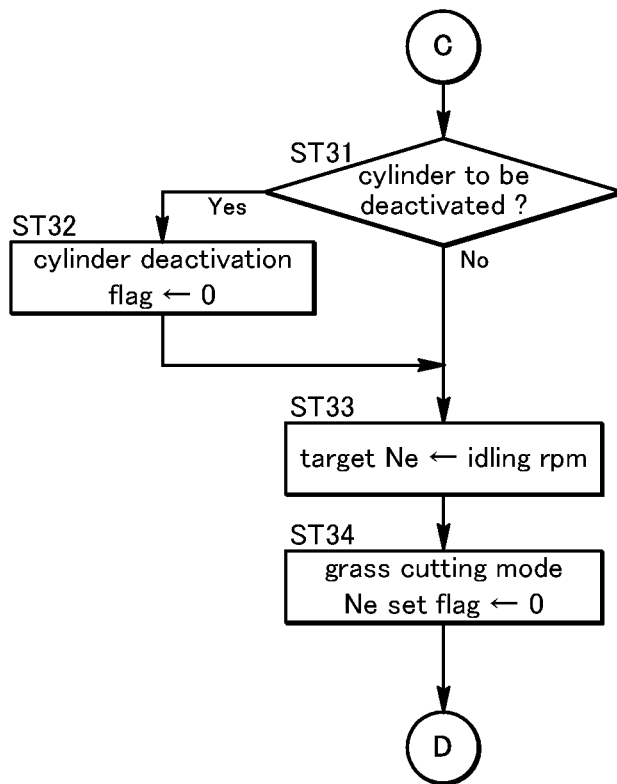 C
ST31
cylinder to be
deactivated ?
Yes
No
ST32
cylinder deactivation
flag ← 0
ST33
target Ne ← idling rpm
ST34
grass cutting mode
Ne set flag ← 0
D